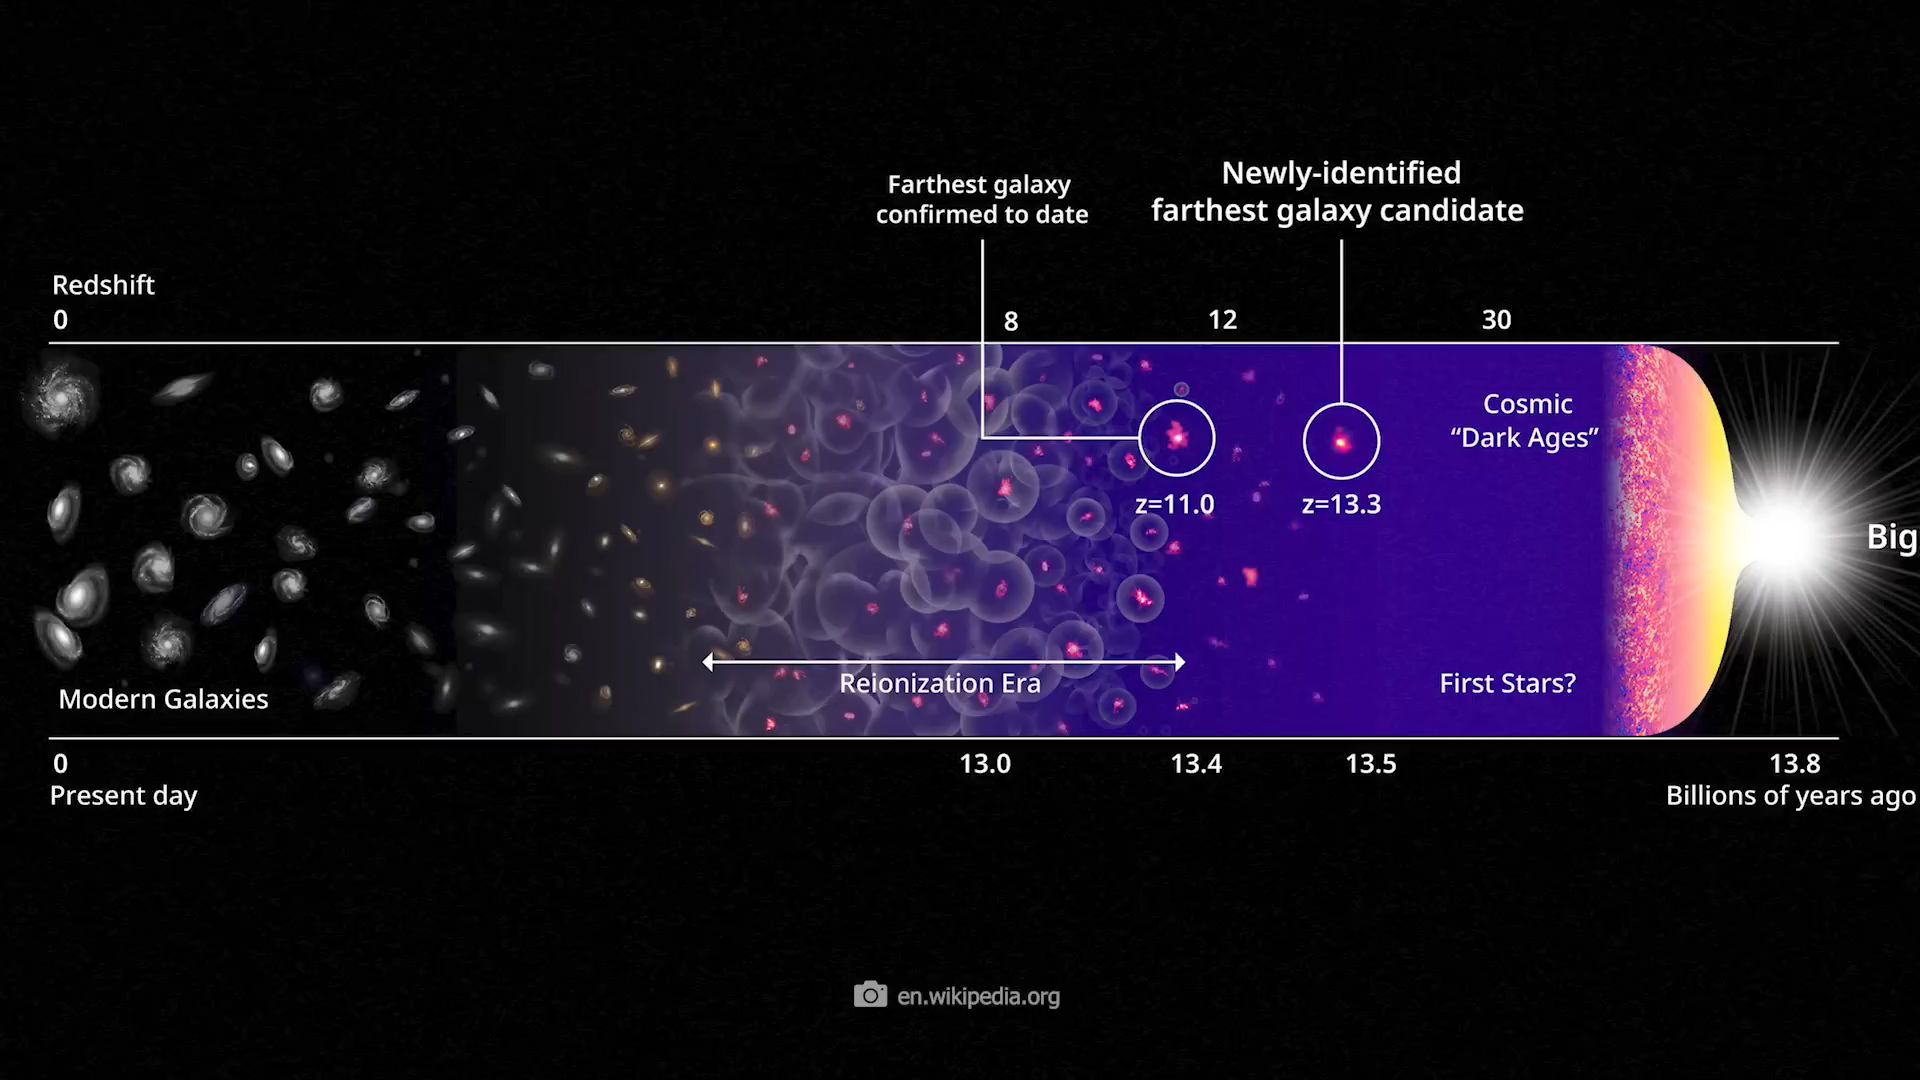 Farthest galaxy
confirmed to date
Newly-identified
farthest galaxy candidate
Redshift
0
8
12
30
Cosmic
“Dark Ages”
z=11.0
z=13.3
Big
Reionization Era
First Stars?
Modern Galaxies
0
13.0
13.4
13.5
13.8
Present day
Billions of years ago
en.wikipedia.org